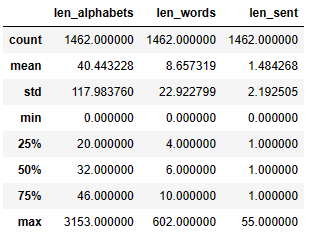 len_alphabets len_words len_sent
count 1462.000000 1462.000000 1462.000000
mean 40.443228 8.657319 1.484268
std 117.983760 22.922799 2.192505
min 0.000000 0.000000 0.000000
25% 20.000000 4.000000 1.000000
50% 32.000000 6.000000 1.000000
75% 46.000000 10.000000 1.000000
max 3153.000000 602.000000 55.000000